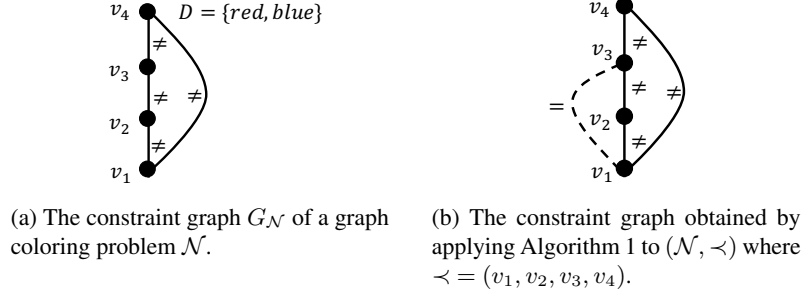 v₄ D = {red, blue}
≠
v₃
≠ ≠
v₂
≠
v₁
(a) The constraint graph G𝒩 of a graph
coloring problem 𝒩.
v₄
≠
v₃
= ≠ ≠
v₂
≠
v₁
(b) The constraint graph obtained by
applying Algorithm 1 to (𝒩, ≺) where
≺ = (v₁, v₂, v₃, v₄).